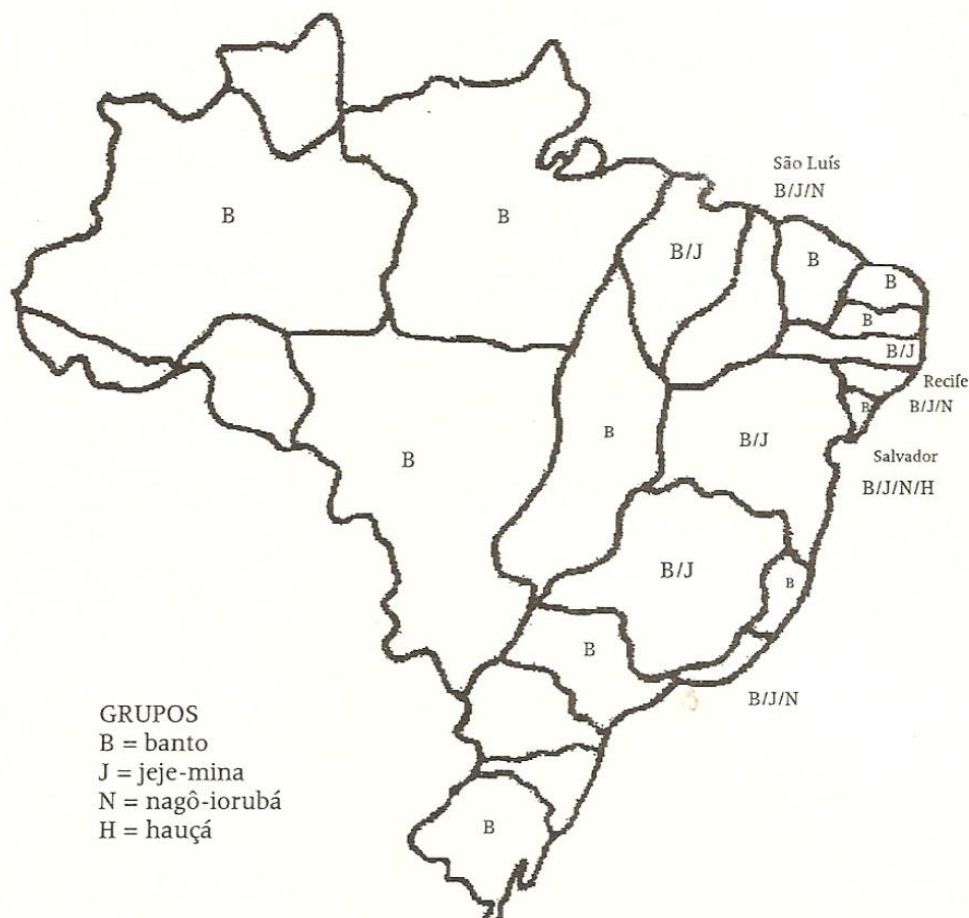 São Luís
B/J/N
B
B
B/J
B
B
B
B/J
Recife
B/J/N
B
B
B
B/J
Salvador
B/J/N/H
B/J
B
B
B/J/N
GRUPOS
B = banto
J = jeje-mina
N = nagô-iorubá
H = hauçá
B